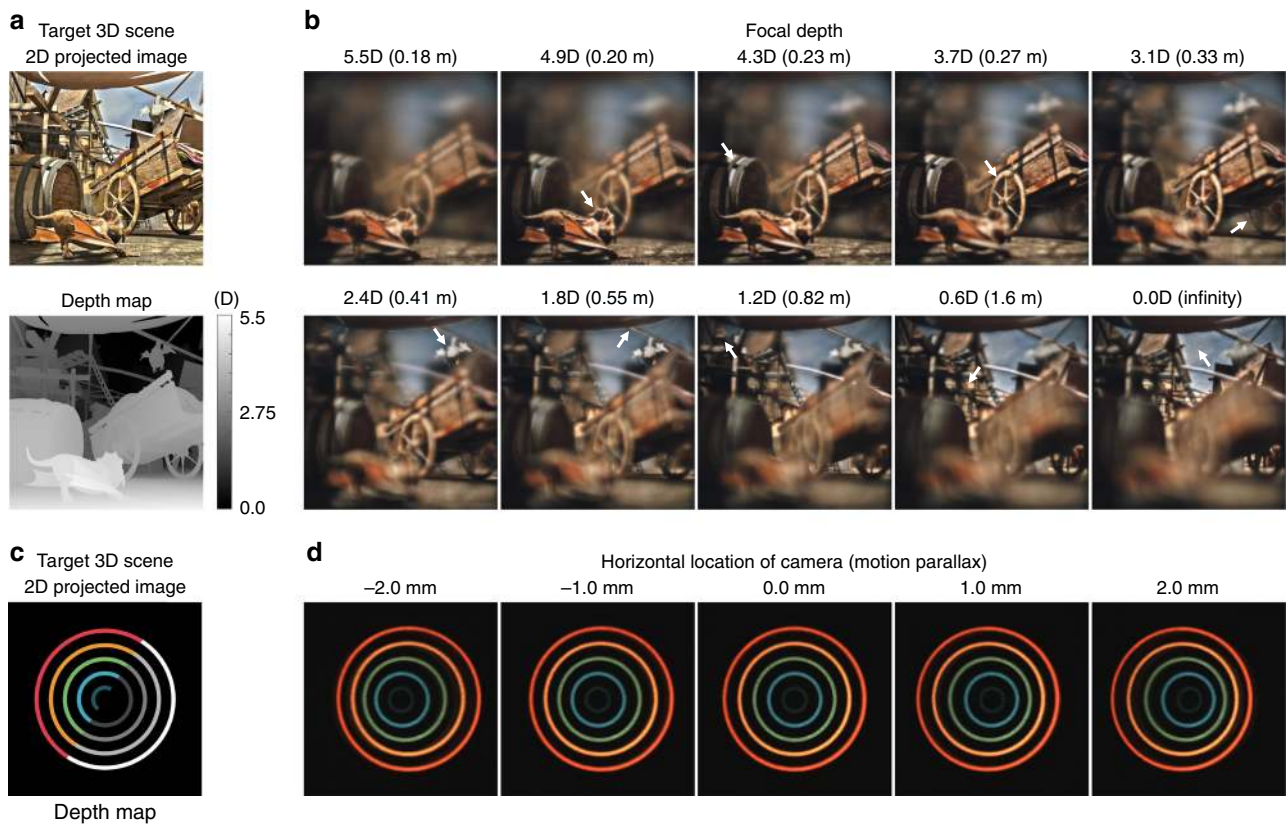 a
Target 3D scene
2D projected image
b
Focal depth
5.5D (0.18 m)
4.9D (0.20 m)
4.3D (0.23 m)
3.7D (0.27 m)
3.1D (0.33 m)
Depth map
(D)
5.5
2.75
0.0
2.4D (0.41 m)
1.8D (0.55 m)
1.2D (0.82 m)
0.6D (1.6 m)
0.0D (infinity)
c
Target 3D scene
2D projected image
Depth map
d
Horizontal location of camera (motion parallax)
–2.0 mm
–1.0 mm
0.0 mm
1.0 mm
2.0 mm